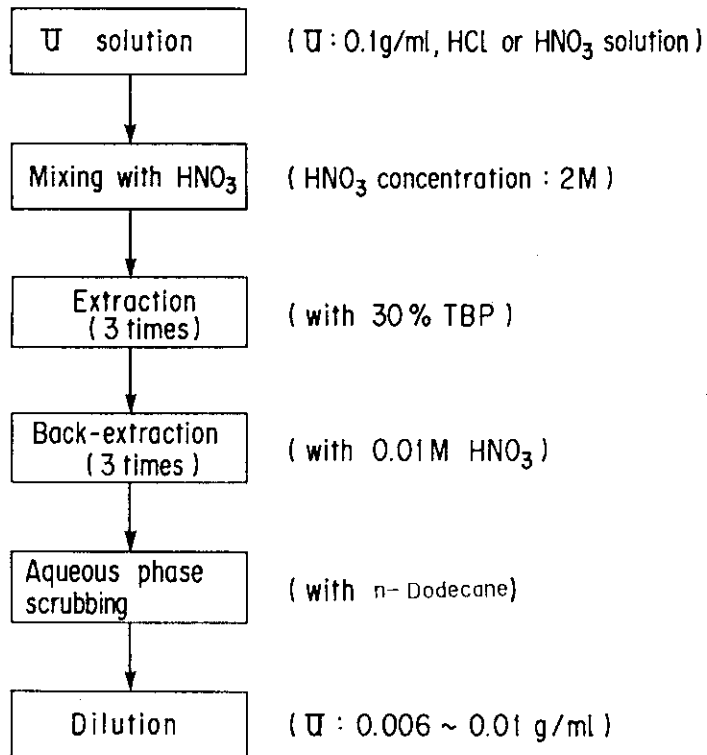 U solution (U : 0.1g/ml, HCl or HNO₃ solution)
Mixing with HNO₃ (HNO₃ concentration : 2M)
Extraction
(3 times) (with 30% TBP)
Back-extraction
(3 times) (with 0.01M HNO₃)
Aqueous phase
scrubbing (with n-Dodecane)
Dilution (U : 0.006 ~ 0.01 g/ml)